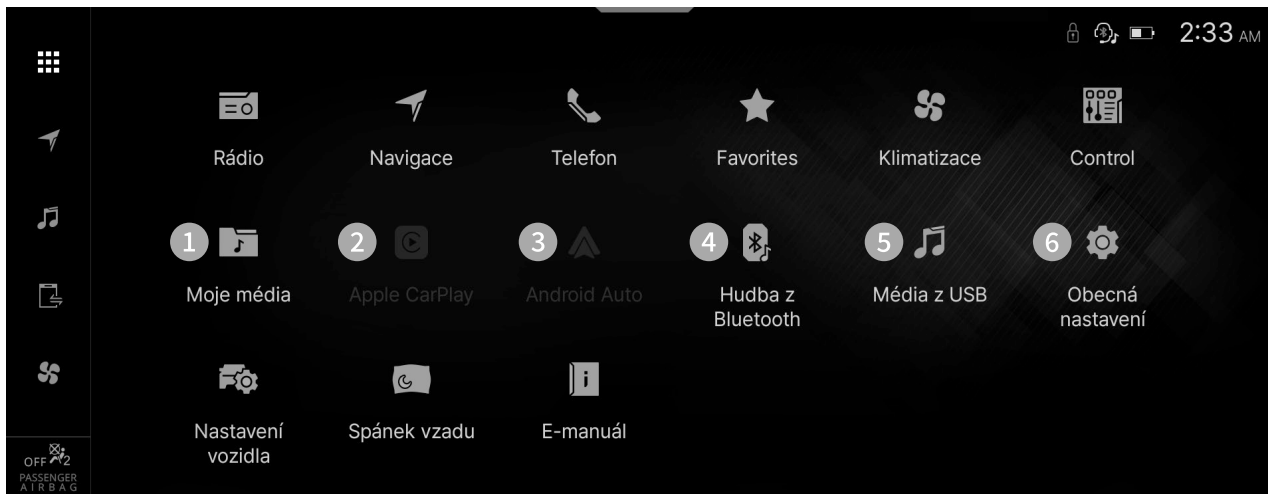 2:33 AM
Rádio
Navigace
Telefon
Favorites
Klimatizace
Control
1
Moje média
2
Apple CarPlay
3
Android Auto
4
Hudba z
Bluetooth
5
Média z USB
6
Obecná
nastavení
Nastavení
vozidla
Spánek vzadu
E-manuál
OFF 2
PASSENGER
AIRBAG